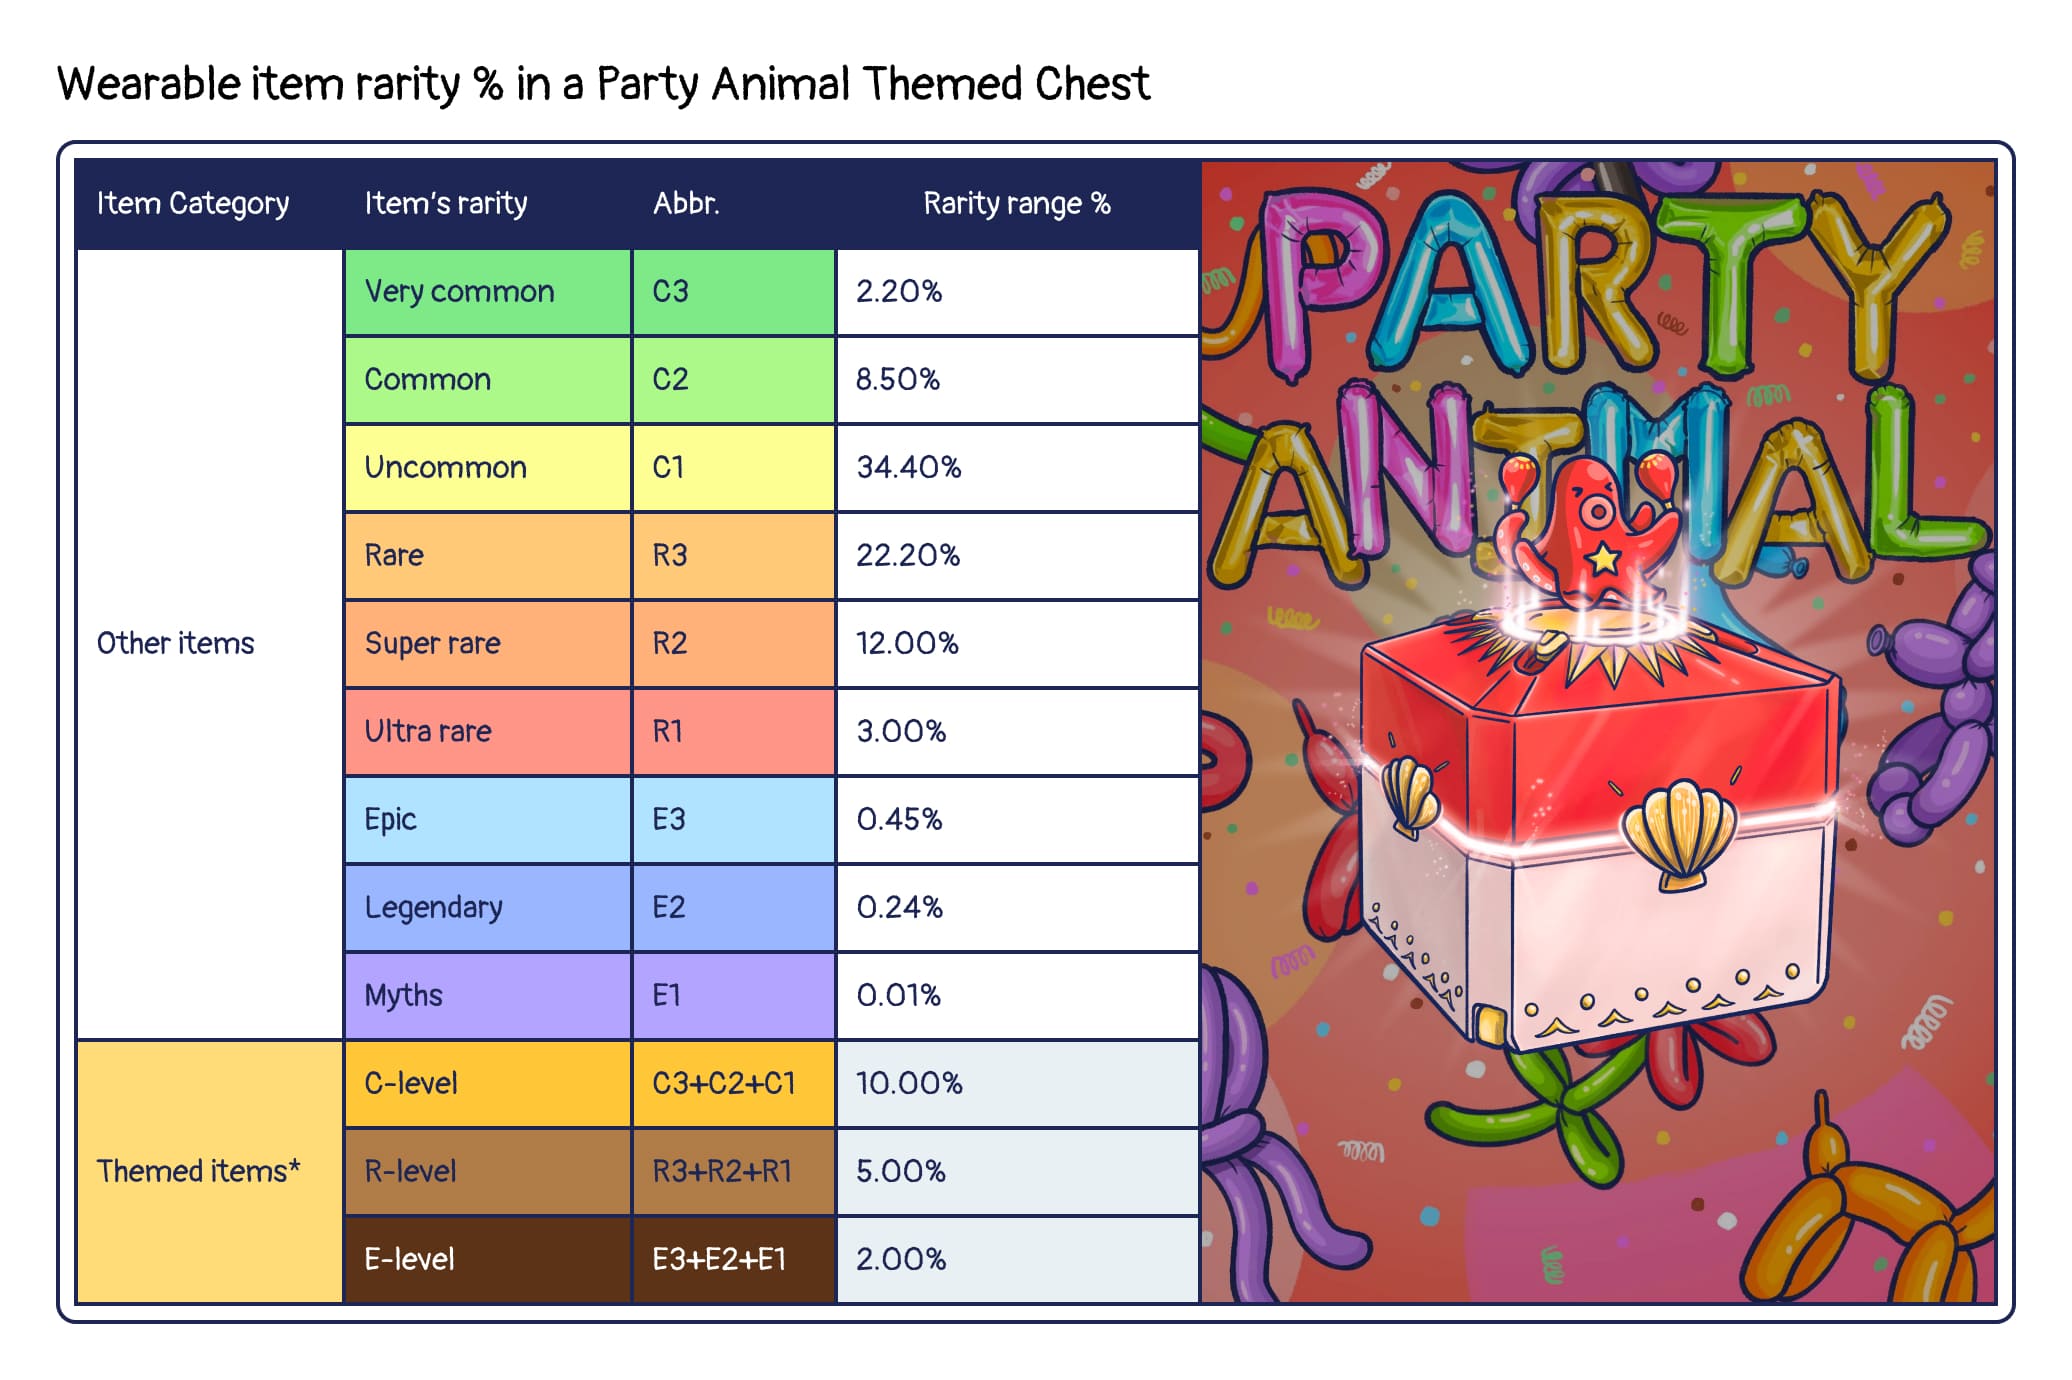 Wearable item rarity % in a Party Animal Themed Chest
Item Category Item's rarity Abbr. Rarity range %
Very common C3 2.20%
Common C2 8.50%
Uncommon C1 34.40%
Rare R3 22.20%
Other items Super rare R2 12.00%
Ultra rare R1 3.00%
Epic E3 0.45%
Legendary E2 0.24%
Myths E1 0.01%
C-level C3+C2+C1 10.00%
Themed items* R-level R3+R2+R1 5.00%
E-level E3+E2+E1 2.00%
PARTY
ANIMAL